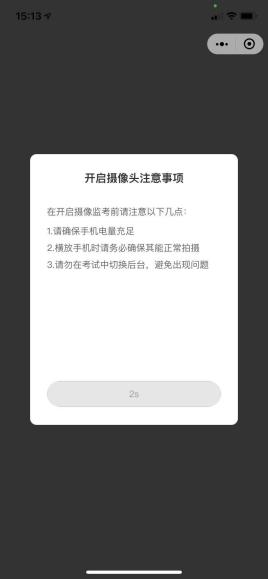 15:13
开启摄像头注意事项
在开启摄像监考前请注意以下几点：
1.请确保手机电量充足
2.横放手机时请务必确保其能正常拍摄
3.请勿在考试中切换后台，避免出现问题
2s